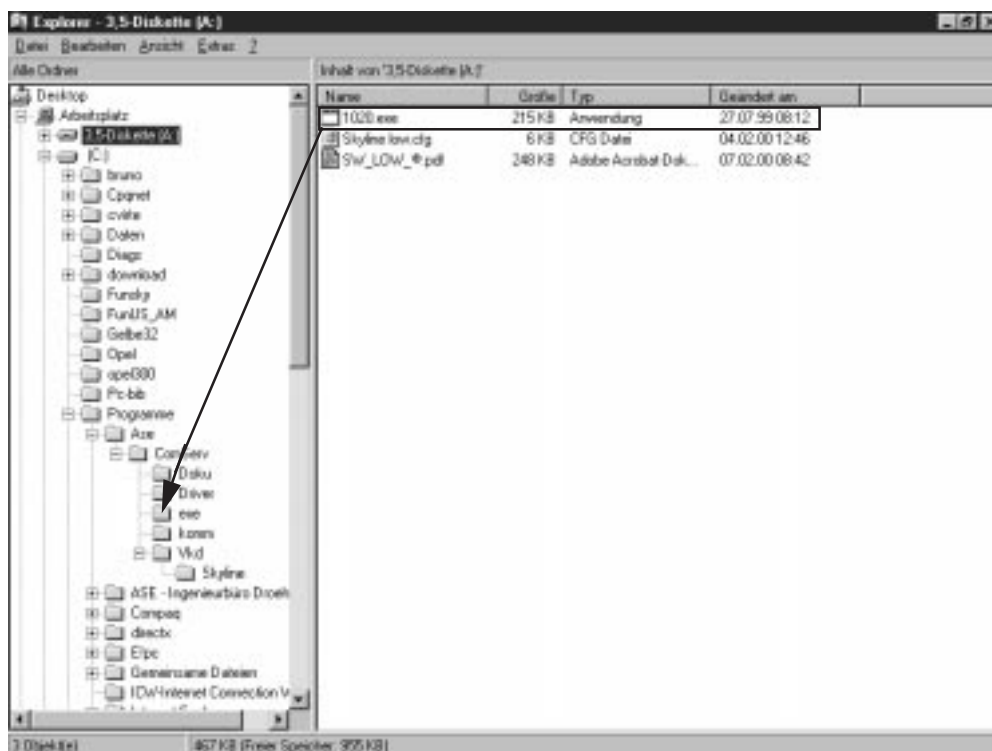 Explorer - 3,5-Diskette (A:)
Datei Bearbeiten Ansicht Extras ?
Alle Ordner
Inhalt von '3,5-Diskette (A:)'
Desktop
Arbeitsplatz
3,5-Diskette (A:)
(C:)
bruno
Cpqnet
cvirte
Daten
Diags
download
Funsky
FunUS_AM
Gelbe32
Opel
opel380
Pc-bib
Programme
Ase
ComServ
Doku
Driver
exe
komm
Vkd
Skyline
ASE - Ingenieurbüro Droeh
Compaq
directx
Elpc
Gemeinsame Dateien
ICW-Internet Connection W
Name Größe Typ Geändert am
1020.exe 215 KB Anwendung 27.07.99 08:12
Skyline low.cfg 6 KB CFG Datei 04.02.00 12:46
SW_LOW_®.pdf 248 KB Adobe Acrobat Dok... 07.02.00 08:42
3 Objekt(e) 467 KB (Freier Speicher: 955 KB)